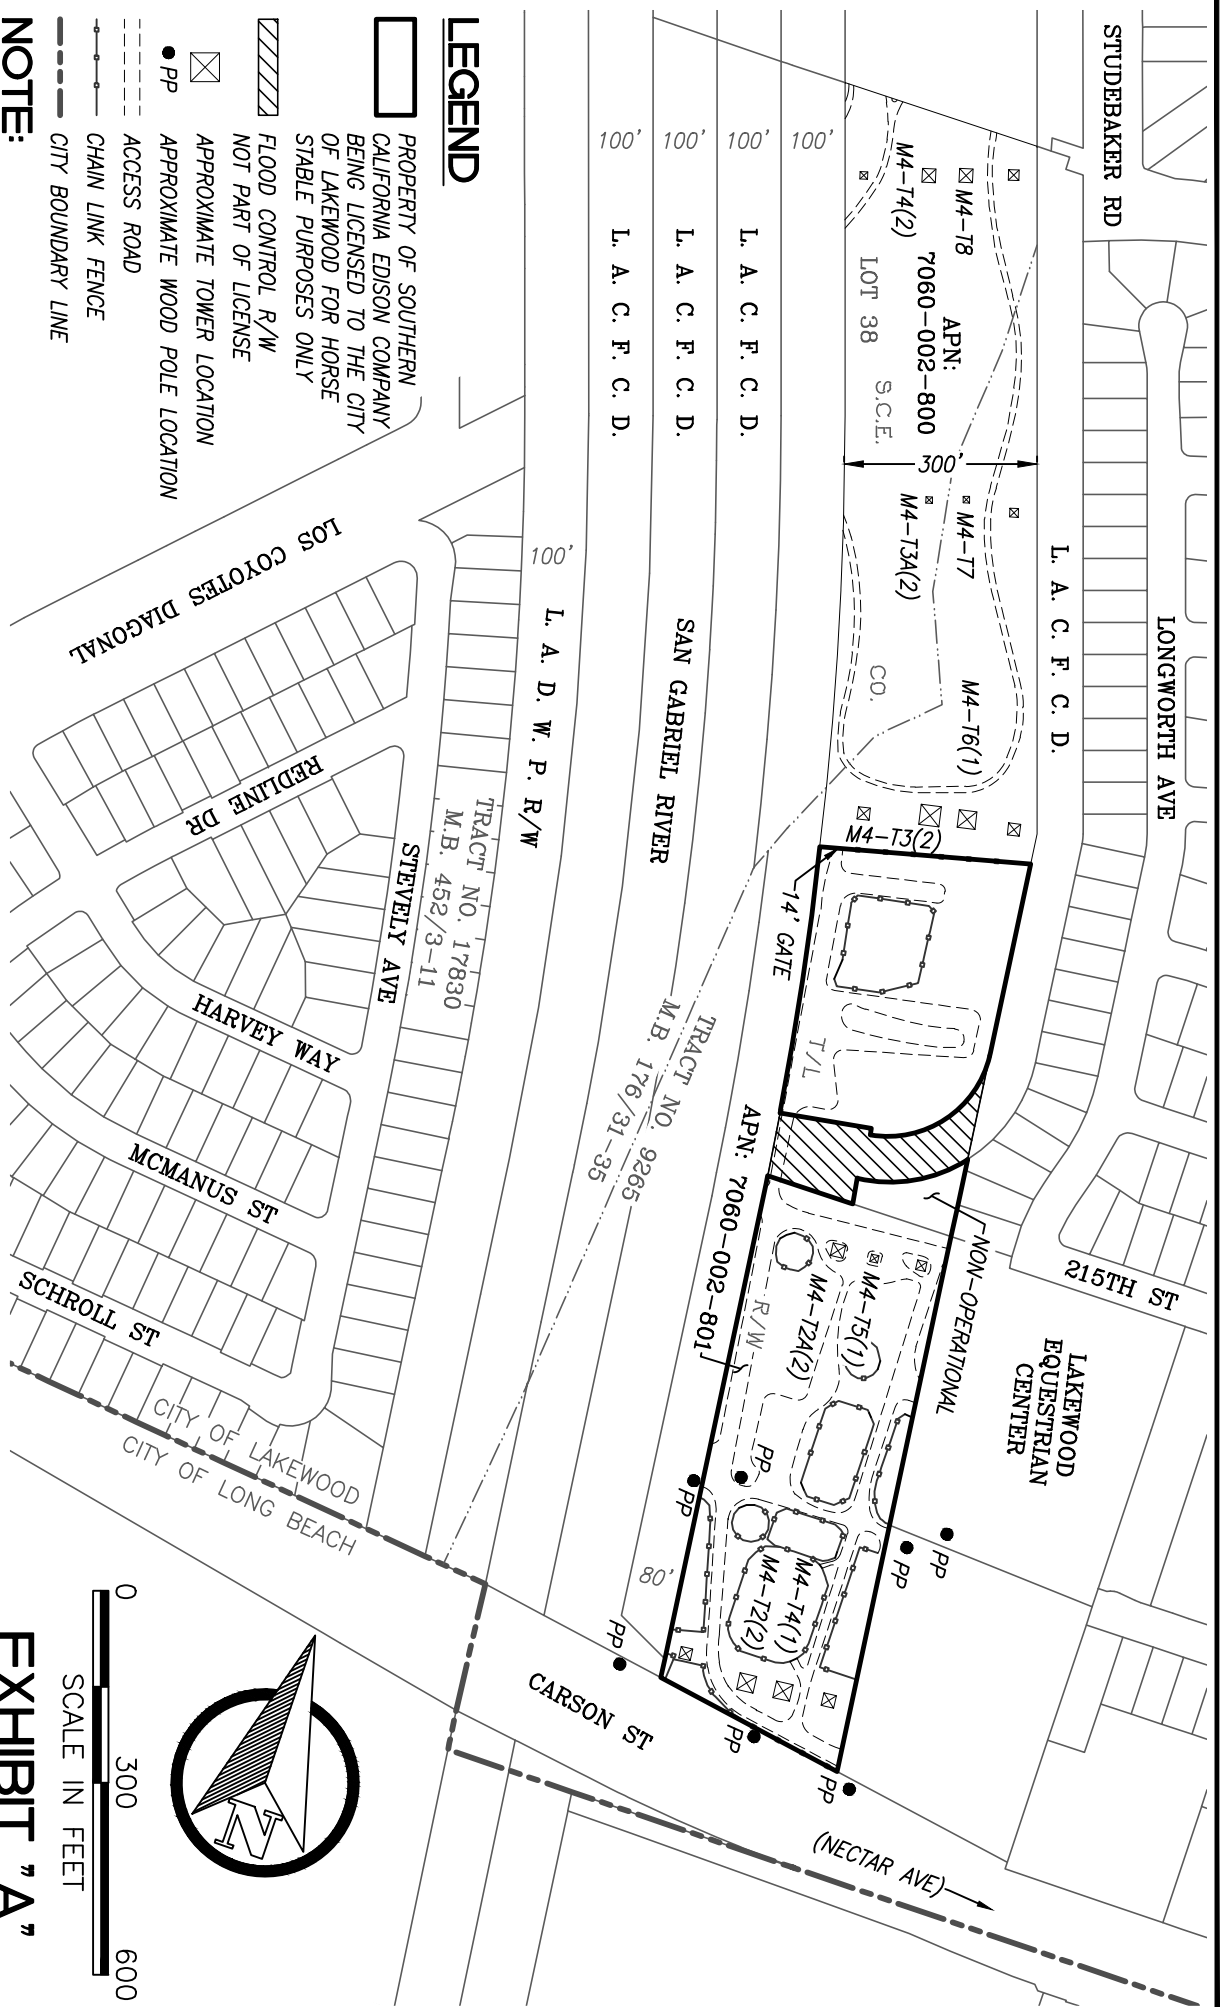 STUDEBAKER RD
LONGWORTH AVE
215TH ST
LAKEWOOD
EQUESTRIAN
CENTER
L. A. C. F. C. D.
M4-T8
M4-T4(2)
APN:
7060-002-800
LOT 38
S.C.E.
300'
M4-T7
M4-T3A(2)
CO.
M4-T6(1)
M4-T3(2)
14' GATE
T/L
NON-OPERATIONAL
APN: 7060-002-801
R/W
M4-T5(1)
M4-T2A(2)
M4-T4(1)
M4-T2(2)
PP
PP
PP
PP
PP
PP
PP
80'
100'
100'
100'
100'
L. A. C. F. C. D.
L. A. C. F. C. D.
L. A. C. F. C. D.
SAN GABRIEL RIVER
TRACT NO. 9265
M.B. 176/31-35
100'
L. A. D. W. P. R/W
TRACT NO. 17830
M.B. 452/3-11
STEVELY AVE
LOS COYOTES DIAGONAL
REDLINE DR
HARVEY WAY
MCMANUS ST
SCHROLL ST
CITY OF LAKEWOOD
CITY OF LONG BEACH
CARSON ST
(NECTAR AVE)
LEGEND
PROPERTY OF SOUTHERN
CALIFORNIA EDISON COMPANY
BEING LICENSED TO THE CITY
OF LAKEWOOD FOR HORSE
STABLE PURPOSES ONLY
FLOOD CONTROL R/W
NOT PART OF LICENSE
APPROXIMATE TOWER LOCATION
PP APPROXIMATE WOOD POLE LOCATION
ACCESS ROAD
CHAIN LINK FENCE
CITY BOUNDARY LINE
NOTE:
N
0 300 600
SCALE IN FEET
EXHIBIT "A"